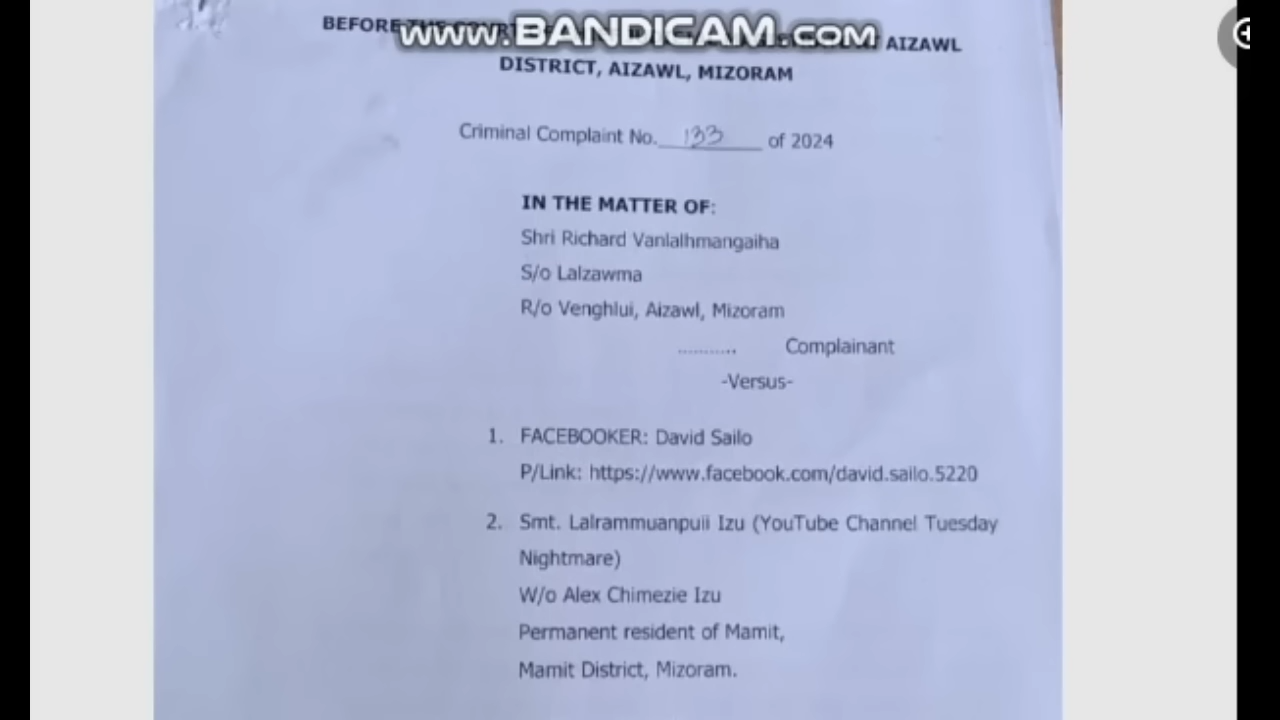 www.BANDICAM.com
BEFORE THE COURT AIZAWL
DISTRICT, AIZAWL, MIZORAM
Criminal Complaint No. 133 of 2024
IN THE MATTER OF:
Shri Richard Vanlalhmangaiha
S/o Lalzawma
R/o Venghlui, Aizawl, Mizoram
........... Complainant
-Versus-
1. FACEBOOKER: David Sailo
P/Link: https://www.facebook.com/david.sailo.5220
2. Smt. Lalrammuanpuii Izu (YouTube Channel Tuesday
Nightmare)
W/o Alex Chimezie Izu
Permanent resident of Mamit,
Mamit District, Mizoram.